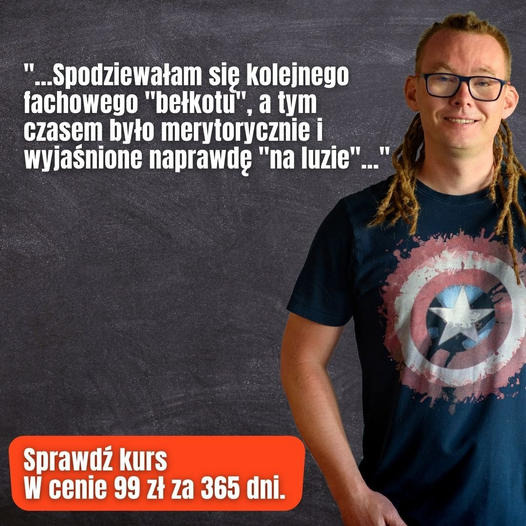 "...Spodziewałam się kolejnego
fachowego "bełkotu", a tym
czasem było merytorycznie i
wyjaśnione naprawdę "na luzie"..."
Sprawdź kurs
W cenie 99 zł za 365 dni.